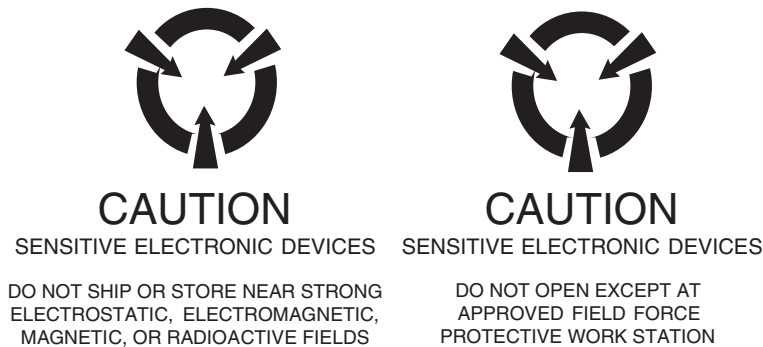 CAUTION
SENSITIVE ELECTRONIC DEVICES
DO NOT SHIP OR STORE NEAR STRONG
ELECTROSTATIC, ELECTROMAGNETIC,
MAGNETIC, OR RADIOACTIVE FIELDS
CAUTION
SENSITIVE ELECTRONIC DEVICES
DO NOT OPEN EXCEPT AT
APPROVED FIELD FORCE
PROTECTIVE WORK STATION